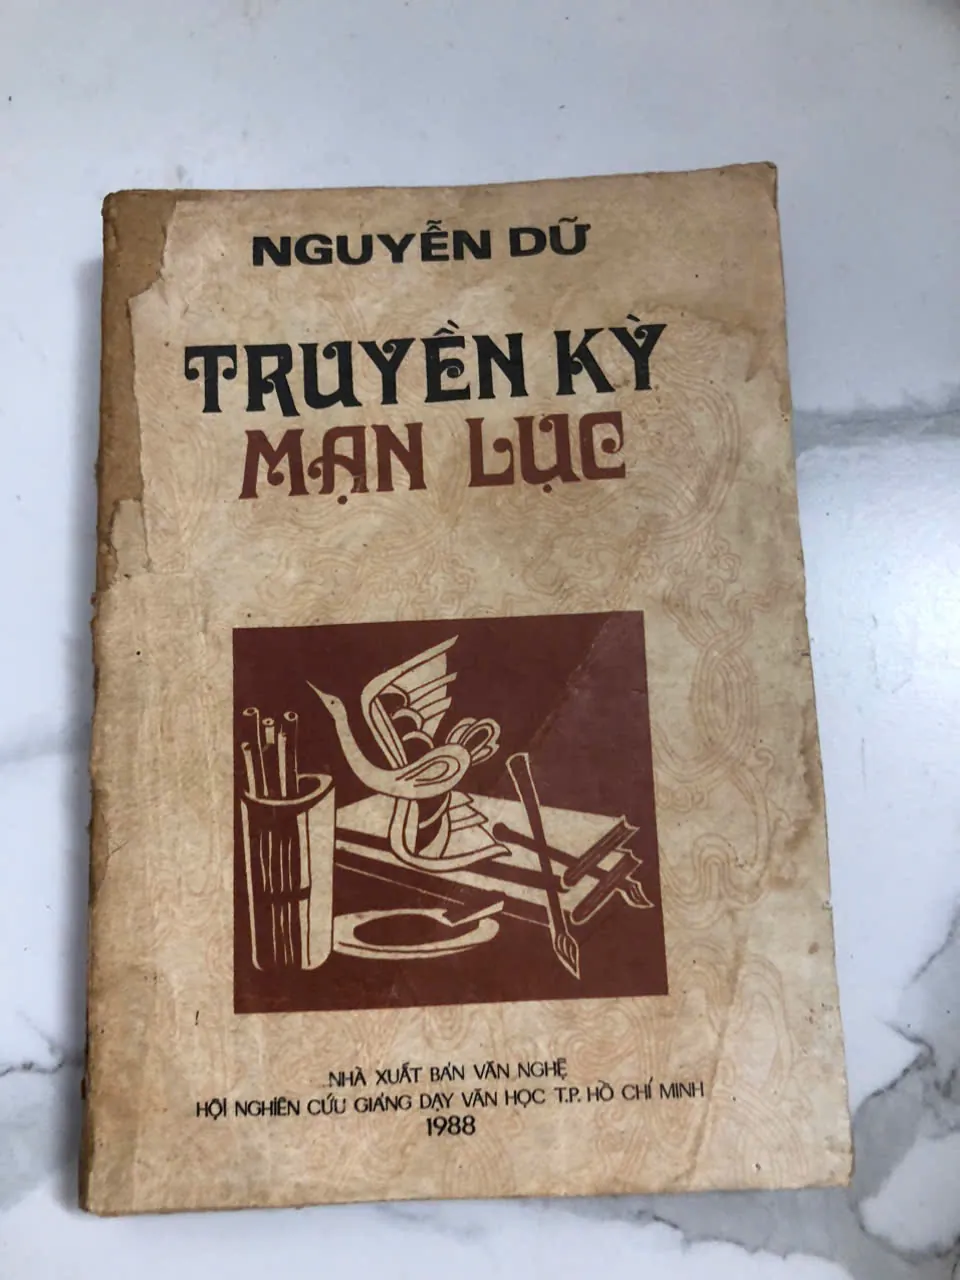 NGUYỄN DỮ
TRUYỀN KỲ
MẠN LỤC
NHÀ XUẤT BẢN VĂN NGHỆ
HỘI NGHIÊN CỨU GIẢNG DẠY VĂN HỌC T.P. HỒ CHÍ MINH
1988